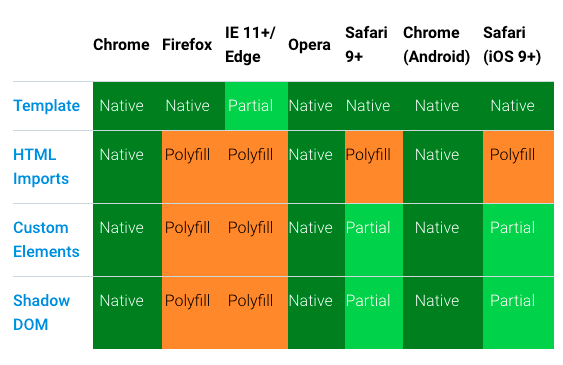 Chrome Firefox IE 11+/ Edge Opera Safari 9+ Chrome (Android) Safari (iOS 9+)
Template Native Native Partial Native Native Native Native
HTML Imports Native Polyfill Polyfill Native Polyfill Native Polyfill
Custom Elements Native Polyfill Polyfill Native Partial Native Partial
Shadow DOM Native Polyfill Polyfill Native Partial Native Partial